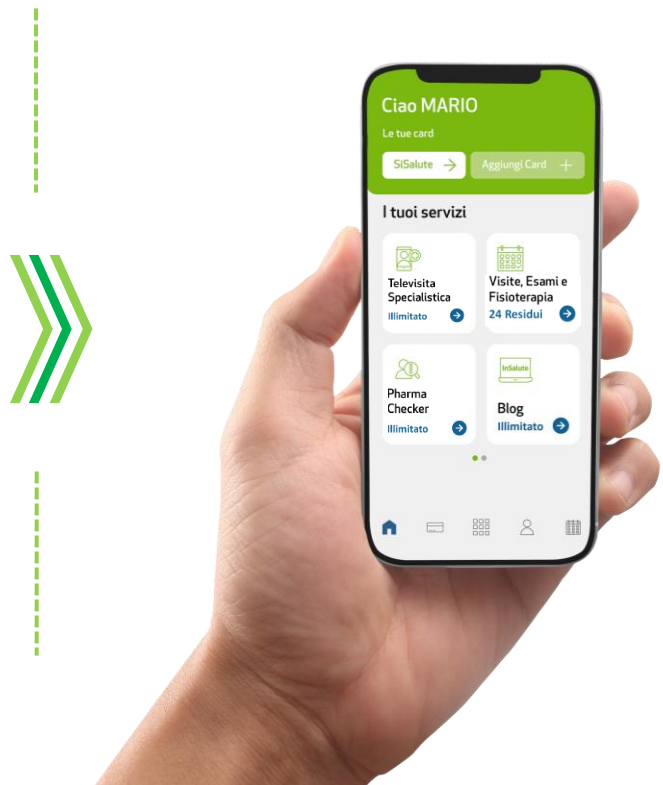 Ciao MARIO
Le tue card
SiSalute
Aggiungi Card
I tuoi servizi
Televisita
Specialistica
Illimitato
Visite, Esami e
Fisioterapia
24 Residui
Pharma
Checker
Illimitato
InSalute
Blog
Illimitato